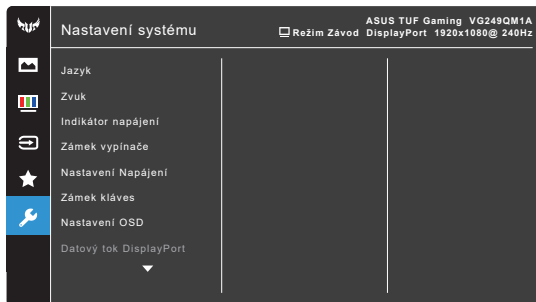 Nastavení systému
ASUS TUF Gaming VG249QM1A
Režim Závod DisplayPort 1920x1080@ 240Hz
Jazyk
Zvuk
Indikátor napájení
Zámek vypínače
Nastavení Napájení
Zámek kláves
Nastavení OSD
Datový tok DisplayPort